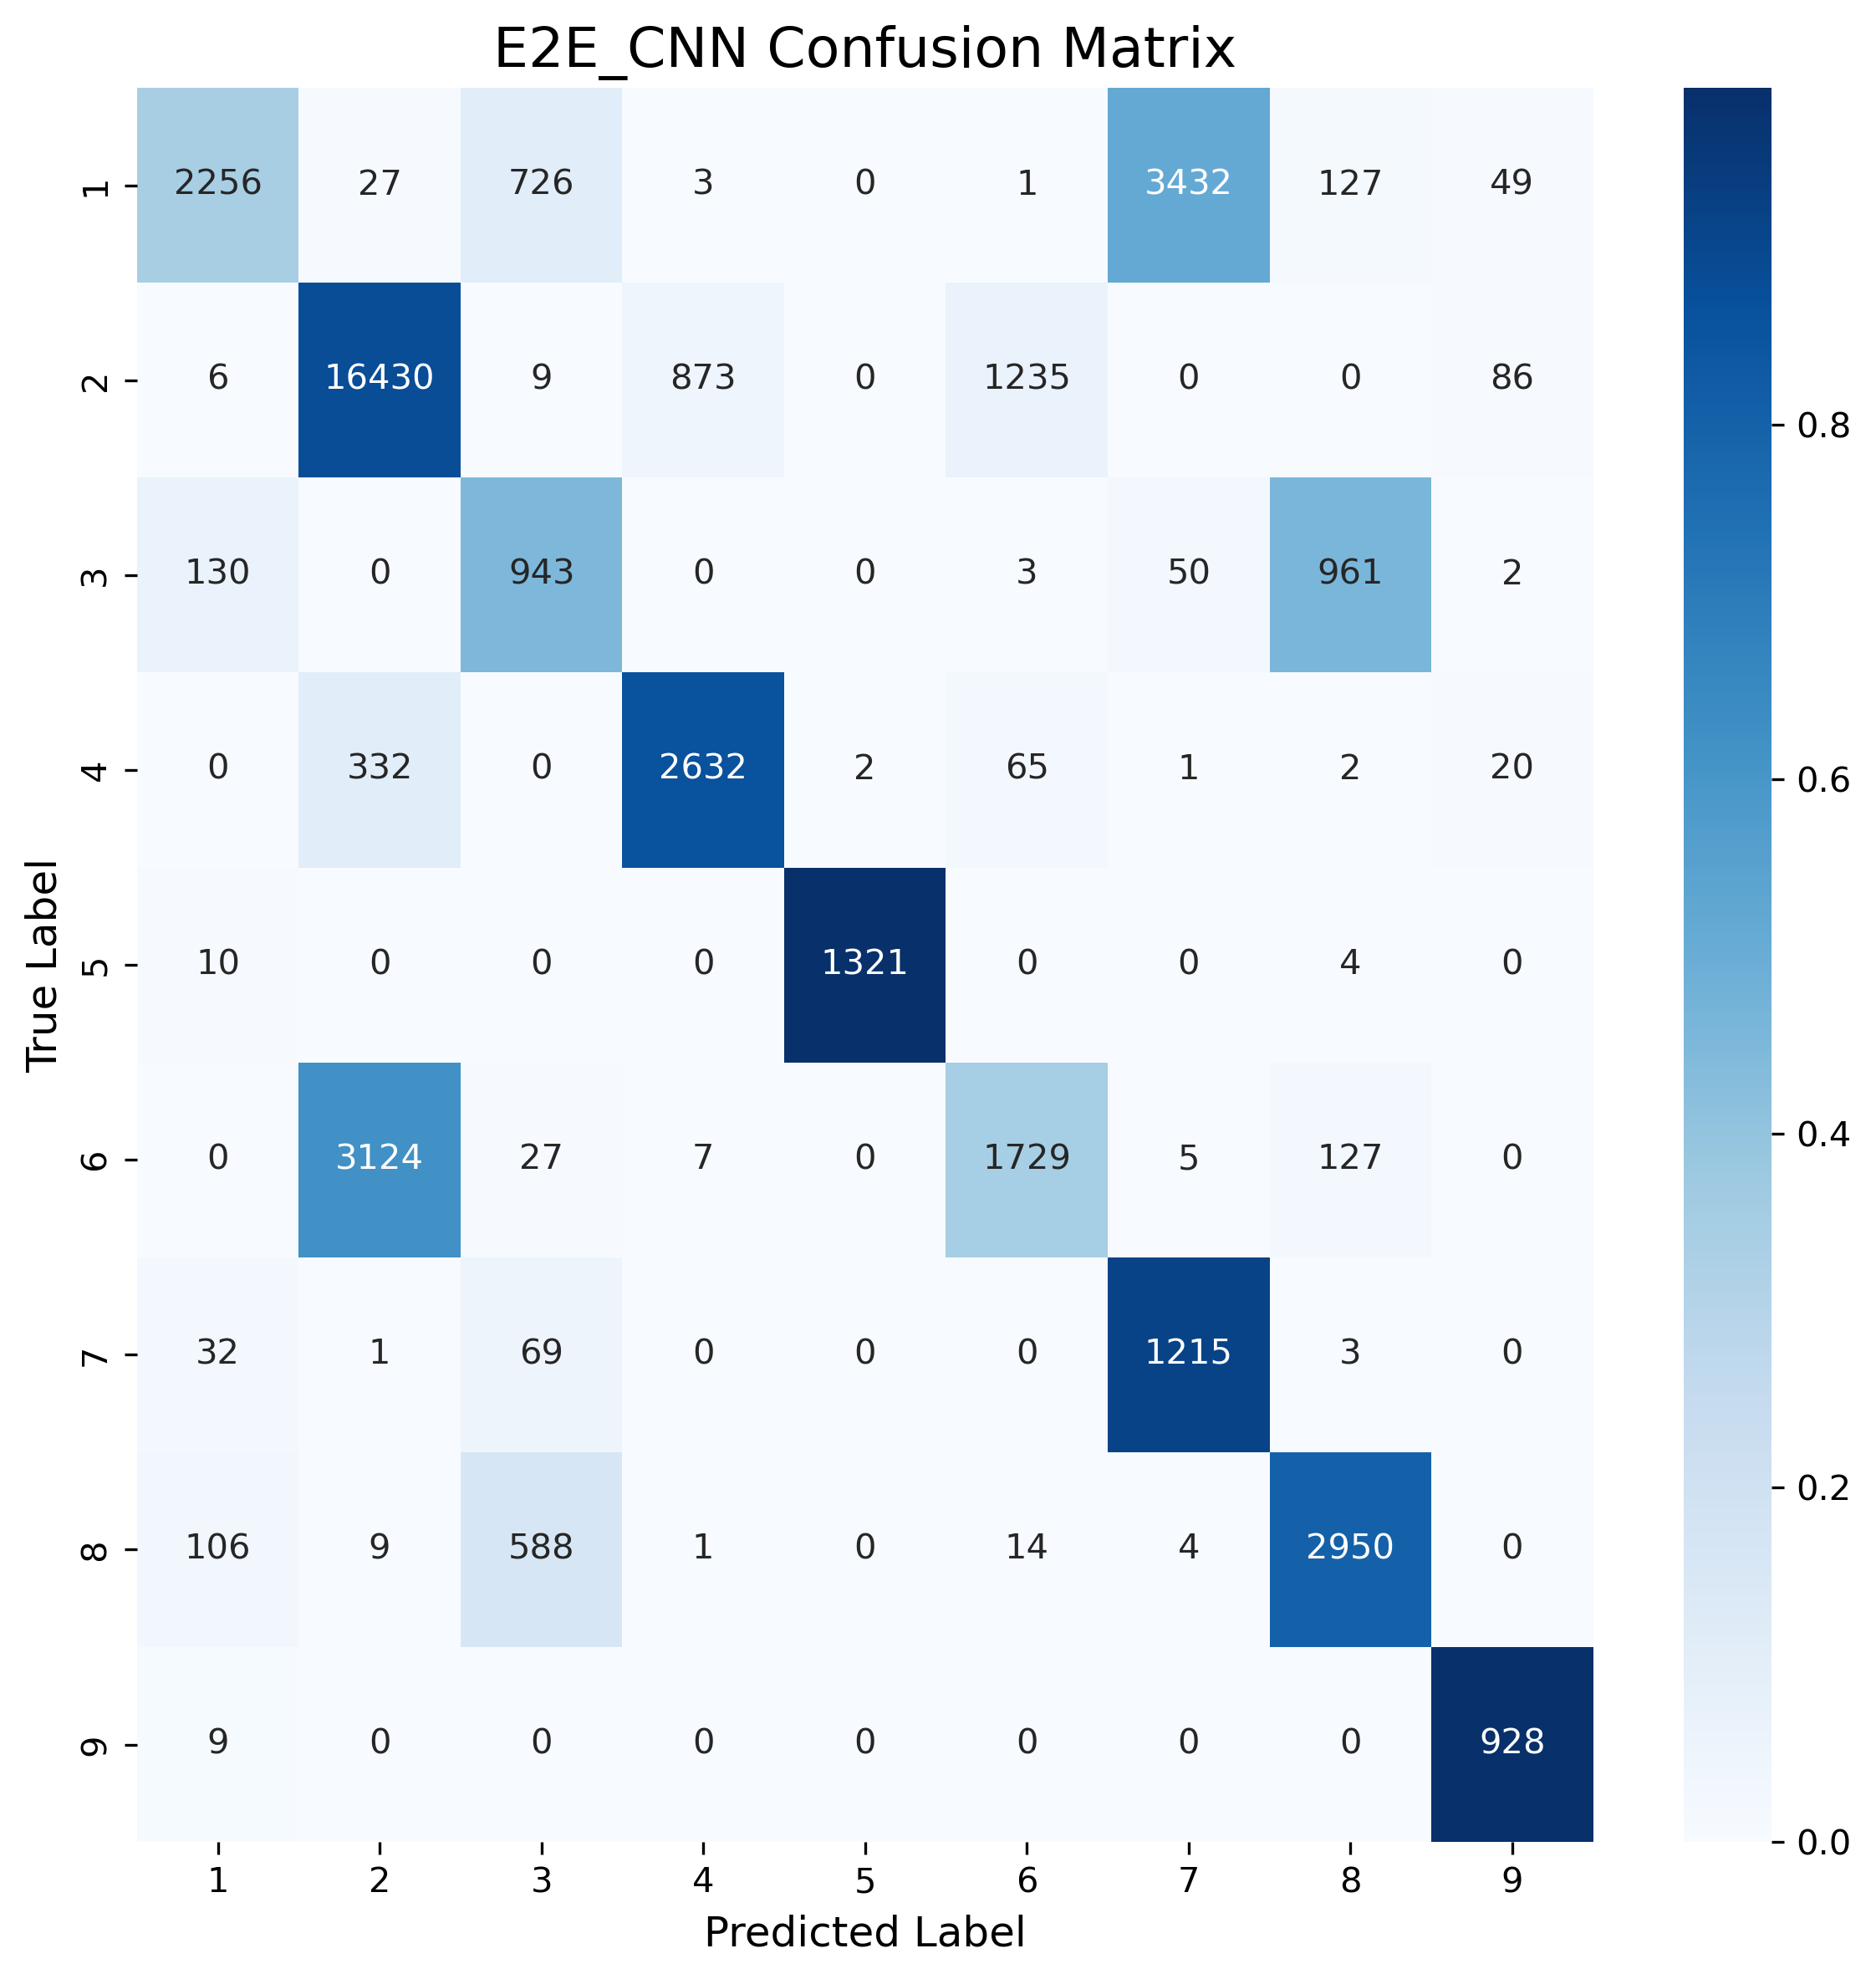 E2E_CNN Confusion Matrix
1 2256 27 726 3 0 1 3432 127 49
2 6 16430 9 873 0 1235 0 0 86
0.8
3 130 0 943 0 0 3 50 961 2
4 0 332 0 2632 2 65 1 2 20
0.6
True Label
5 10 0 0 0 1321 0 0 4 0
6 0 3124 27 7 0 1729 5 127 0
0.4
7 32 1 69 0 0 0 1215 3 0
0.2
8 106 9 588 1 0 14 4 2950 0
9 9 0 0 0 0 0 0 0 928
0.0
1 2 3 4 5 6 7 8 9
Predicted Label